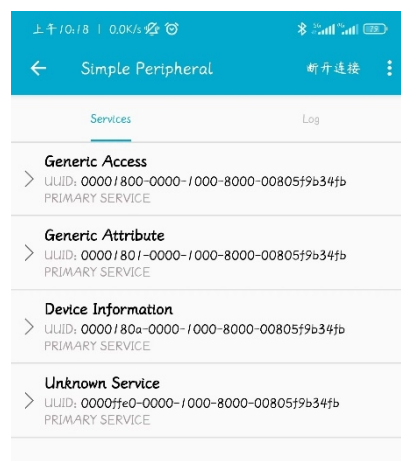 上午10:18 | 0.0K/s
Simple Peripheral 断开连接
Services Log
Generic Access
UUID: 00001800-0000-1000-8000-00805f9b34fb
PRIMARY SERVICE
Generic Attribute
UUID: 00001801-0000-1000-8000-00805f9b34fb
PRIMARY SERVICE
Device Information
UUID: 0000180a-0000-1000-8000-00805f9b34fb
PRIMARY SERVICE
Unknown Service
UUID: 0000ffe0-0000-1000-8000-00805f9b34fb
PRIMARY SERVICE